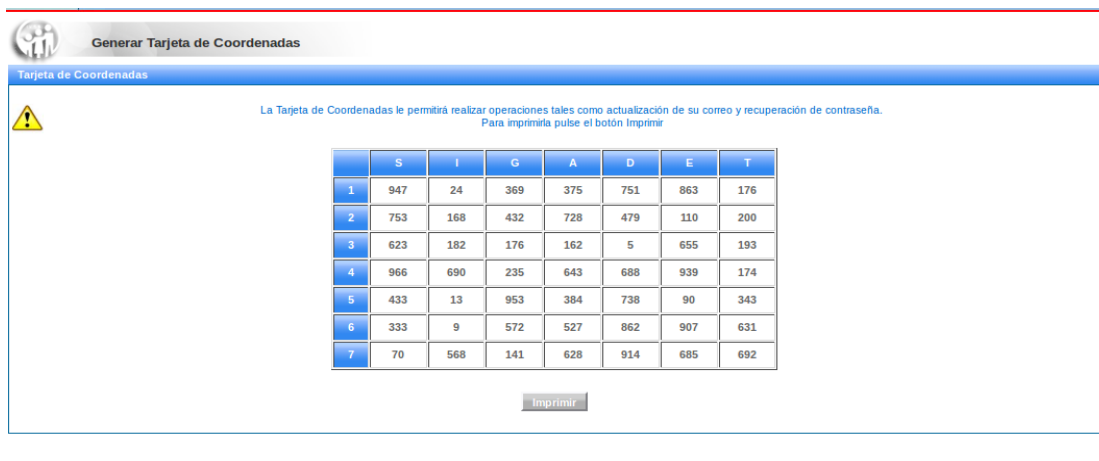 Generar Tarjeta de Coordenadas
Tarjeta de Coordenadas
La Tarjeta de Coordenadas le permitirá realizar operaciones tales como actualización de su correo y recuperación de contraseña.
Para imprimirla pulse el botón Imprimir
S I G A D E T
1 947 24 369 375 751 863 176
2 753 168 432 728 479 110 200
3 623 182 176 162 5 655 193
4 966 690 235 643 688 939 174
5 433 13 953 384 738 90 343
6 333 9 572 527 862 907 631
7 70 568 141 628 914 685 692
Imprimir